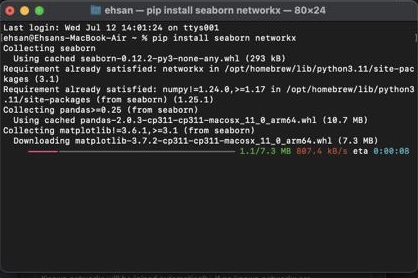 ehsan — pip install seaborn networkx — 80×24
Last login: Wed Jul 12 14:01:24 on ttys001
[ehsan@Ehsans-MacBook-Air ~ % pip install seaborn networkx ]
Collecting seaborn
  Using cached seaborn-0.12.2-py3-none-any.whl (293 kB)
Requirement already satisfied: networkx in /opt/homebrew/lib/python3.11/site-pac
kages (3.1)
Requirement already satisfied: numpy!=1.24.0,>=1.17 in /opt/homebrew/lib/python3
.11/site-packages (from seaborn) (1.25.1)
Collecting pandas>=0.25 (from seaborn)
  Using cached pandas-2.0.3-cp311-cp311-macosx_11_0_arm64.whl (10.7 MB)
Collecting matplotlib!=3.6.1,>=3.1 (from seaborn)
  Downloading matplotlib-3.7.2-cp311-cp311-macosx_11_0_arm64.whl (7.3 MB)
1.1/7.3 MB 807.4 kB/s eta 0:00:08